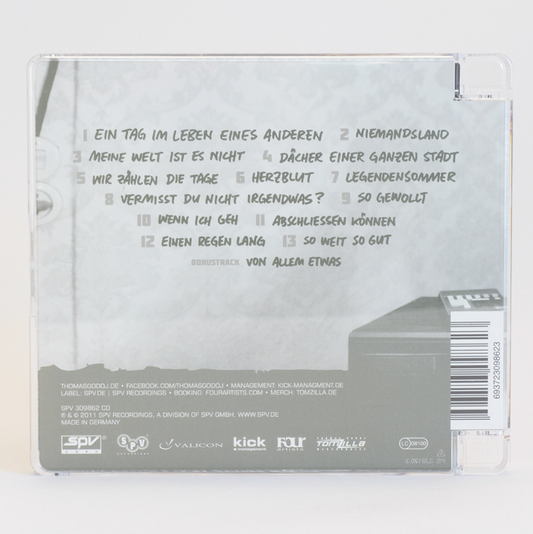 1 EIN TAG IM LEBEN EINES ANDEREN 2 NIEMANDSLAND
3 MEINE WELT IST ES NICHT 4 DÄCHER EINER GANZEN STADT
5 WIR ZÄHLEN DIE TAGE 6 HERZBLUT 7 LEGENDENSOMMER
8 VERMISST DU NICHT IRGENDWAS? 9 SO GEWOLLT
10 WENN ICH GEH 11 ABSCHLIESSEN KÖNNEN
12 EINEN REGEN LANG 13 SO WEIT SO GUT
BONUSTRACK VON ALLEM ETWAS
THOMASGODOJ.DE • FACEBOOK.COM/THOMASGODOJ • MANAGEMENT: KICK-MANAGMENT.DE
LABEL: SPV.DE | SPV RECORDINGS • BOOKING: FOURARTISTS.COM • MERCH: TOMZILLA.DE
SPV 309862 CD
℗ & © 2011 SPV RECORDINGS, A DIVISION OF SPV GMBH, WWW.SPV.DE
MADE IN GERMANY
spv SPV VALICON kick FOUR artists TOMZILLA LC 98100
693723098623